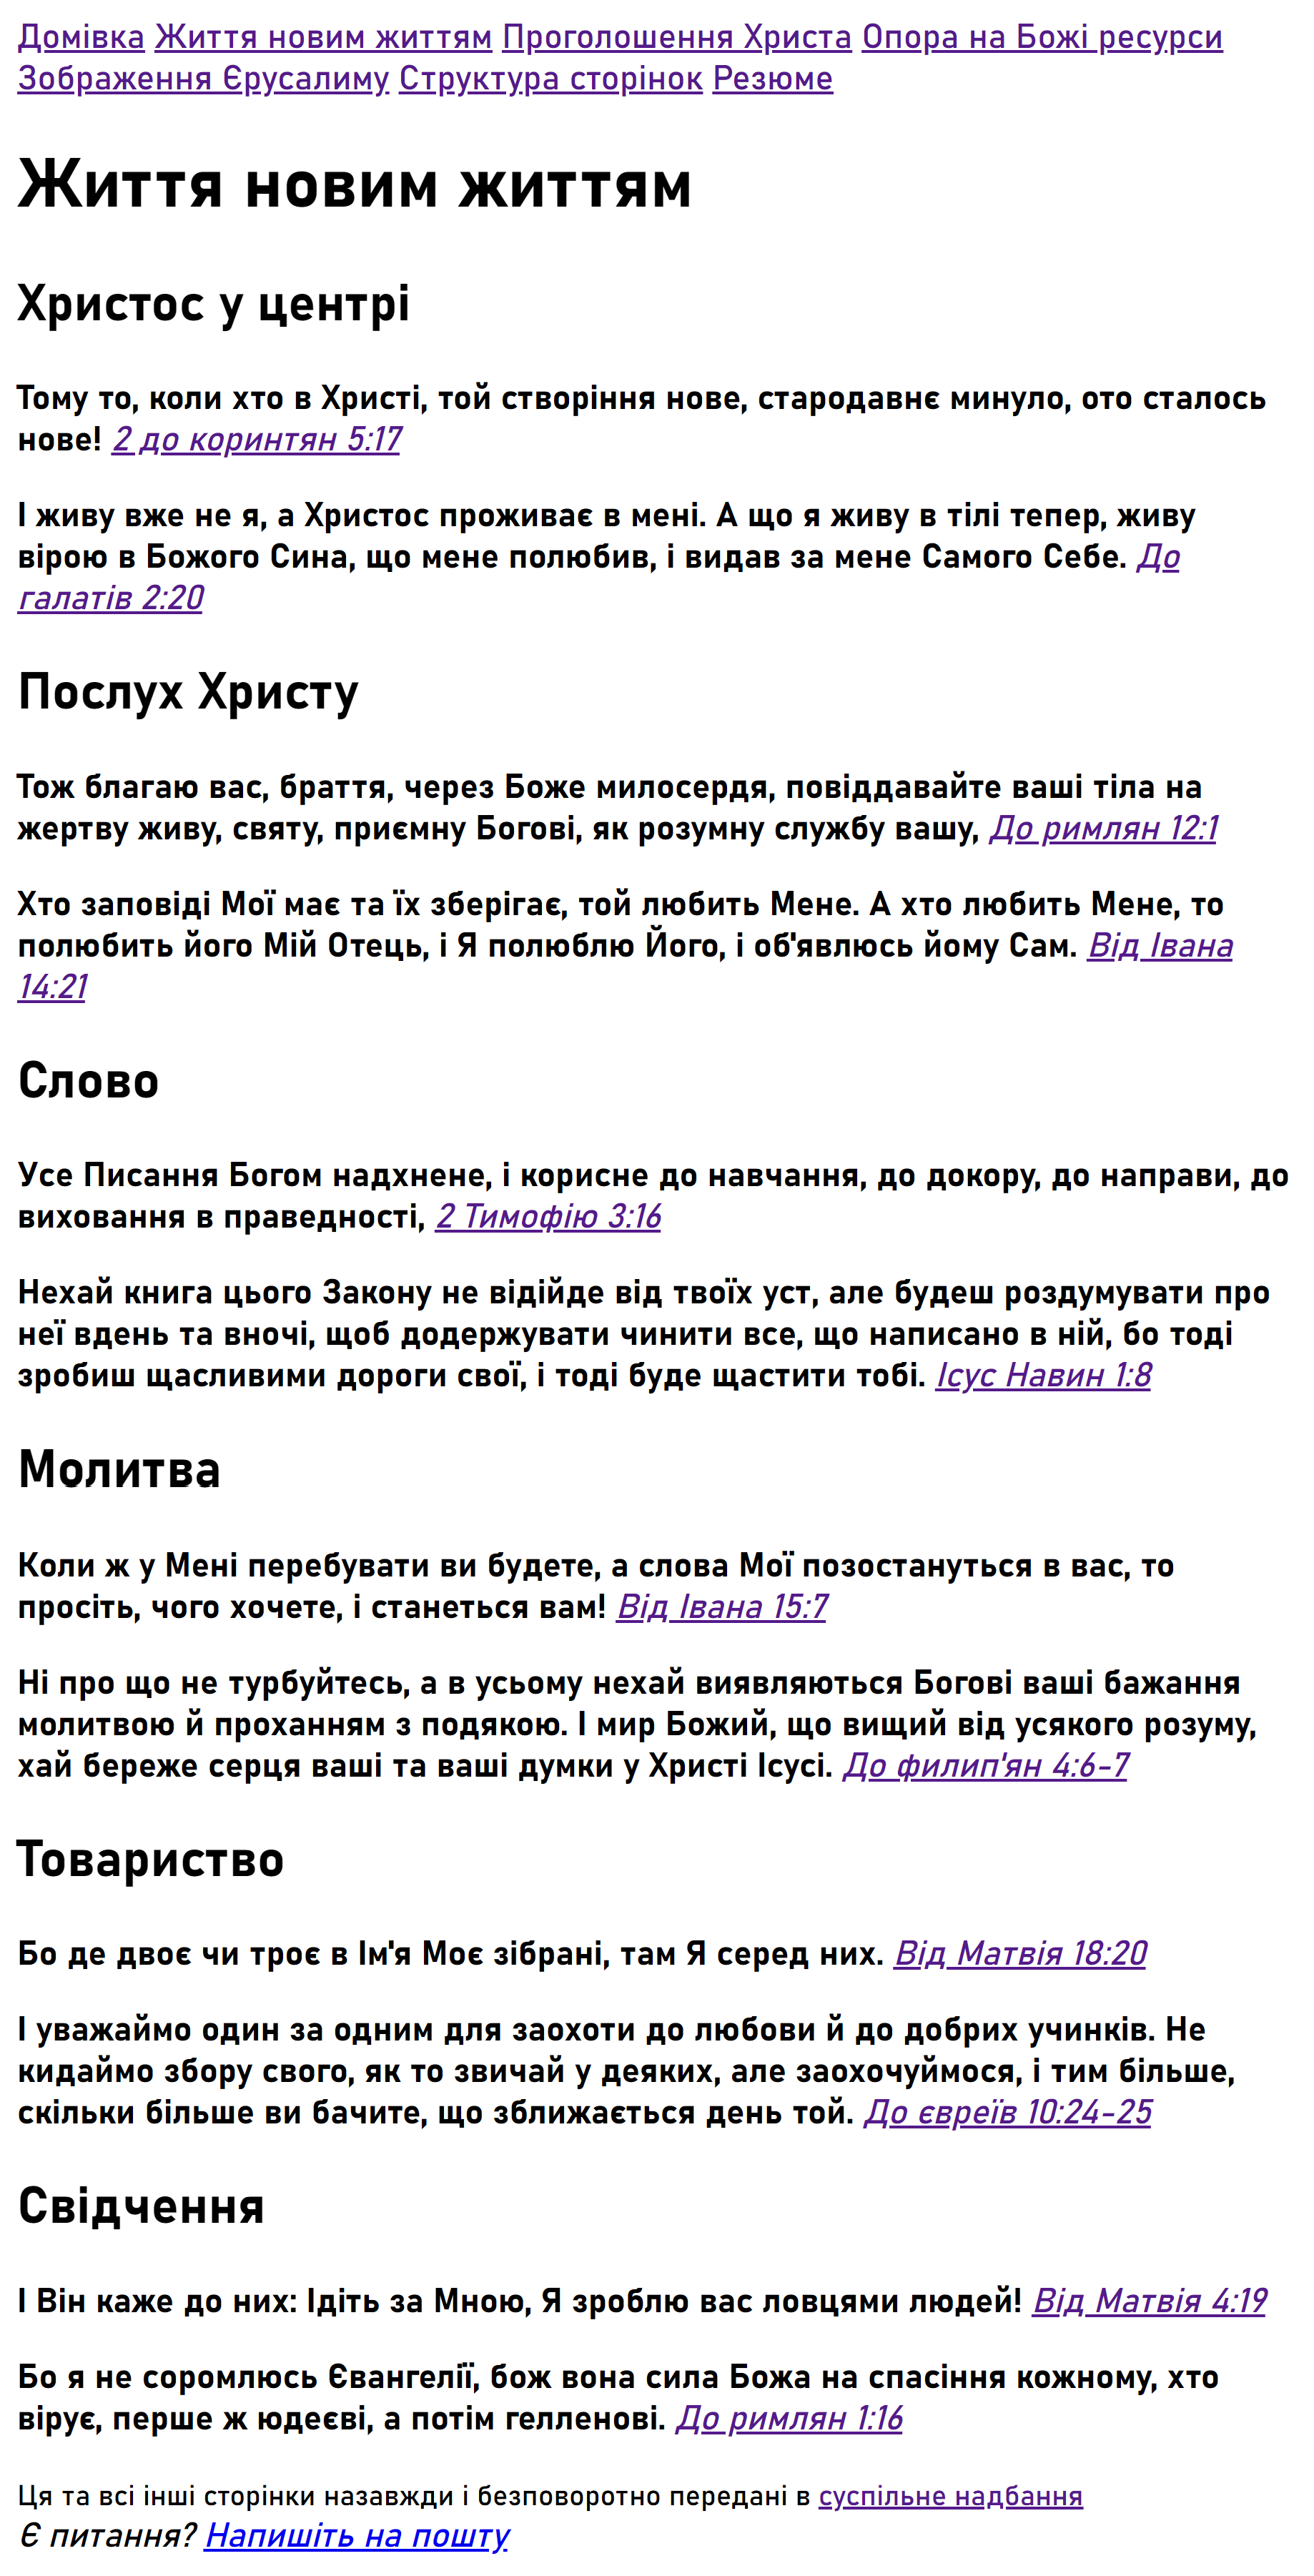 Домівка Життя новим життям Проголошення Христа Опора на Божі ресурси
Зображення Єрусалиму Структура сторінок Резюме
Життя новим життям
Христос у центрі
Тому то, коли хто в Христі, той створіння нове, стародавнє минуло, ото сталось
нове! 2 до коринтян 5:17
І живу вже не я, а Христос проживає в мені. А що я живу в тілі тепер, живу
вірою в Божого Сина, що мене полюбив, і видав за мене Самого Себе. До
галатів 2:20
Послух Христу
Тож благаю вас, браття, через Боже милосердя, повіддавайте ваші тіла на
жертву живу, святу, приємну Богові, як розумну службу вашу, До римлян 12:1
Хто заповіді Мої має та їх зберігає, той любить Мене. А хто любить Мене, то
полюбить його Мій Отець, і Я полюблю Його, і об'явлюсь йому Сам. Від Івана
14:21
Слово
Усе Писання Богом надхнене, і корисне до навчання, до докору, до направи, до
виховання в праведності, 2 Тимофію 3:16
Нехай книга цього Закону не відійде від твоїх уст, але будеш роздумувати про
неї вдень та вночі, щоб додержувати чинити все, що написано в ній, бо тоді
зробиш щасливими дороги свої, і тоді буде щастити тобі. Ісус Навин 1:8
Молитва
Коли ж у Мені перебувати ви будете, а слова Мої позостануться в вас, то
просіть, чого хочете, і станеться вам! Від Івана 15:7
Ні про що не турбуйтесь, а в усьому нехай виявляються Богові ваші бажання
молитвою й проханням з подякою. І мир Божий, що вищий від усякого розуму,
хай береже серця ваші та ваші думки у Христі Ісусі. До филип'ян 4:6-7
Товариство
Бо де двоє чи троє в Ім'я Моє зібрані, там Я серед них. Від Матвія 18:20
І уважаймо один за одним для заохоти до любови й до добрих учинків. Не
кидаймо збору свого, як то звичай у деяких, але заохочуймося, і тим більше,
скільки більше ви бачите, що зближається день той. До євреїв 10:24-25
Свідчення
І Він каже до них: Ідіть за Мною, Я зроблю вас ловцями людей! Від Матвія 4:19
Бо я не соромлюсь Євангелії, бож вона сила Божа на спасіння кожному, хто
вірує, перше ж юдеєві, а потім гелленові. До римлян 1:16
Ця та всі інші сторінки назавжди і безповоротно передані в суспільне надбання
Є питання? Напишіть на пошту